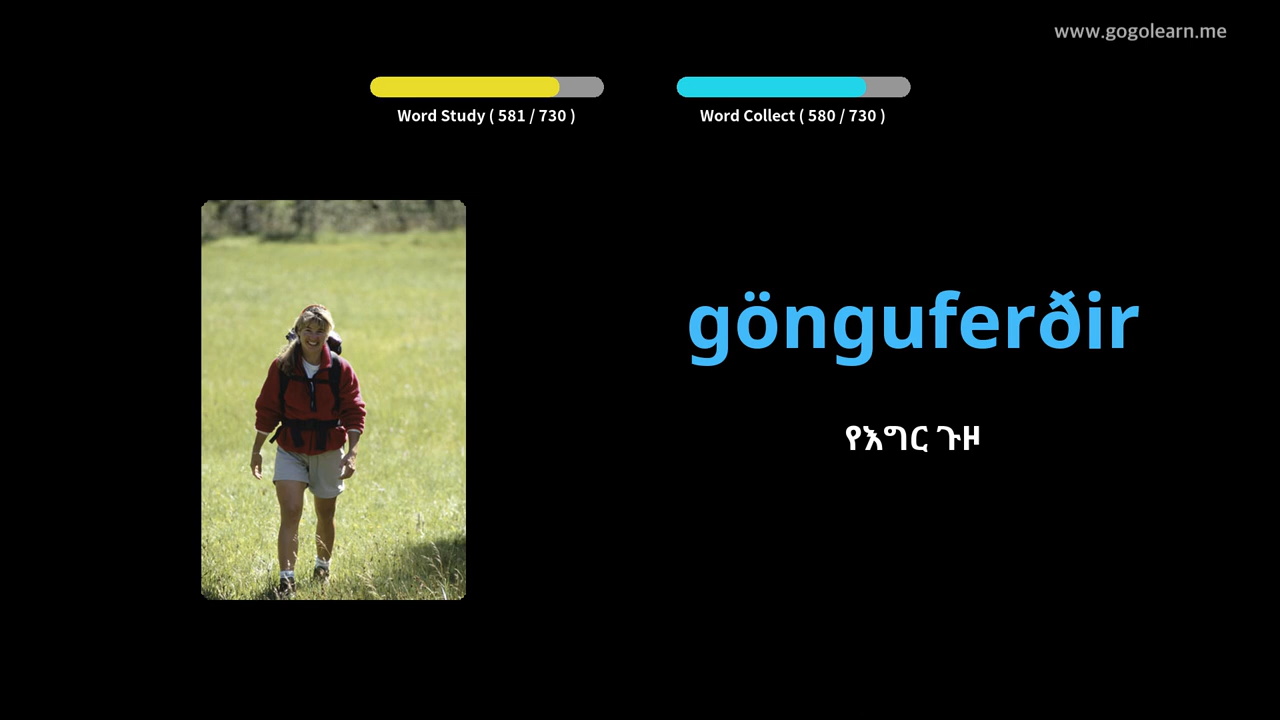 www.gogolearn.me
Word Study ( 581 / 730 )
Word Collect ( 580 / 730 )
gönguferðir
የእግር ጉዞ